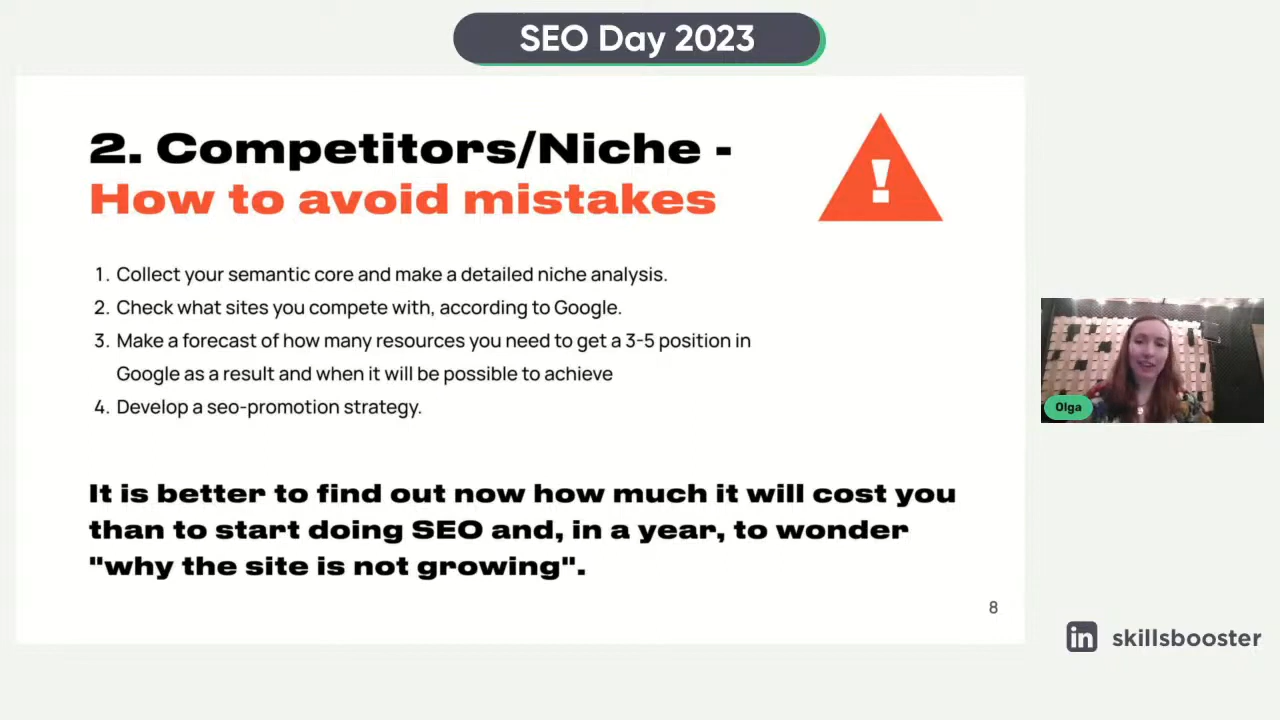 SEO Day 2023
2. Competitors/Niche -
How to avoid mistakes
!
1. Collect your semantic core and make a detailed niche analysis.
2. Check what sites you compete with, according to Google.
3. Make a forecast of how many resources you need to get a 3-5 position in
Google as a result and when it will be possible to achieve
4. Develop a seo-promotion strategy.
It is better to find out now how much it will cost you
than to start doing SEO and, in a year, to wonder
"why the site is not growing".
8
Olga
in skillsbooster